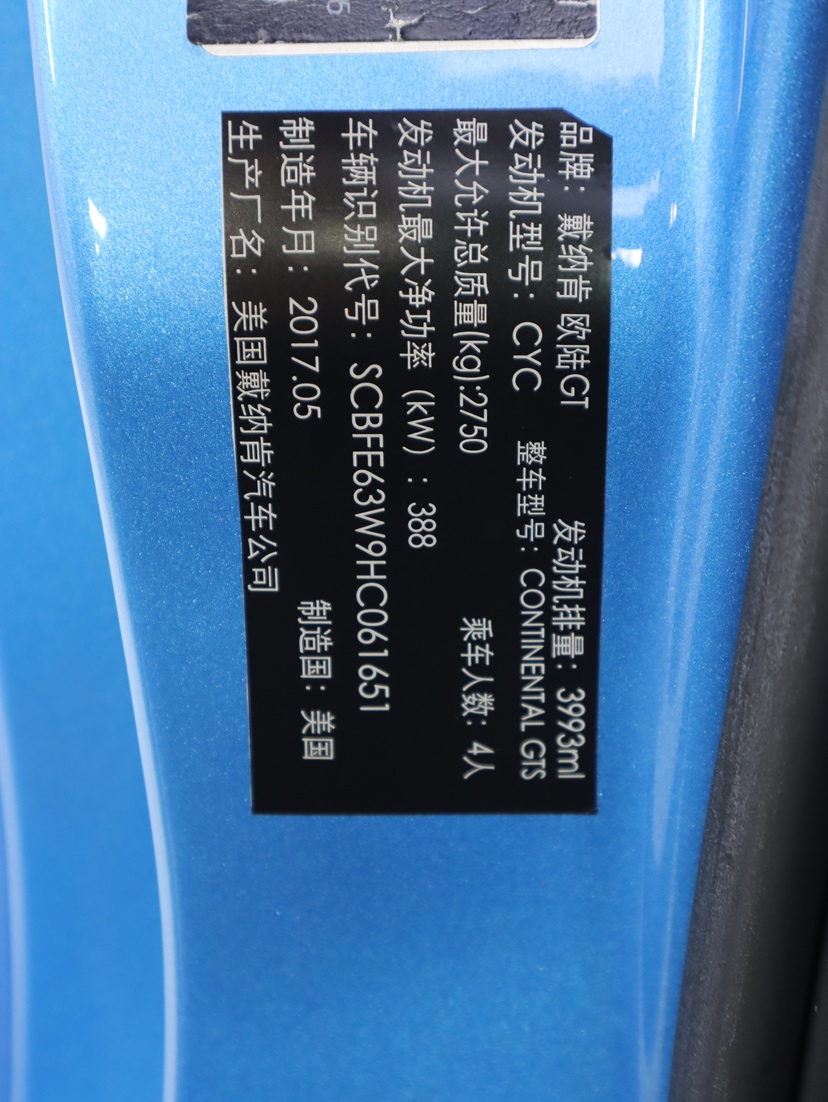 品牌：戴纳肯 欧陆GT 发动机排量：3993ml
发动机型号：CYC 整车型号：CONTINENTAL GTS
最大允许总质量(kg):2750 乘车人数：4人
发动机最大净功率（kW）：388
车辆识别代号：SCBFE63W9HC061651
制造年月：2017.05 制造国：美国
生产厂名：美国戴纳肯汽车公司